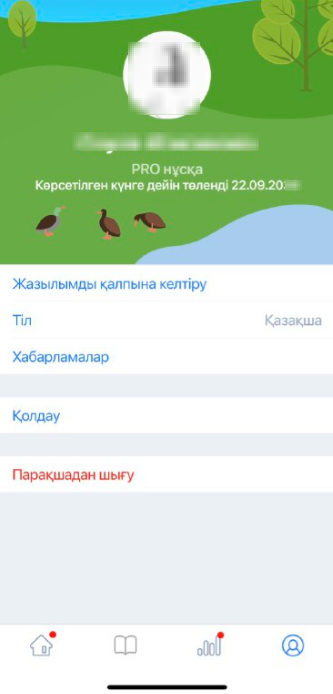 PRO нұсқа
Көрсетілген күнге дейін төленді 22.09.20
Жазылымды қалпына келтіру
Тіл
Қазақша
Хабарламалар
Қолдау
Парақшадан шығу